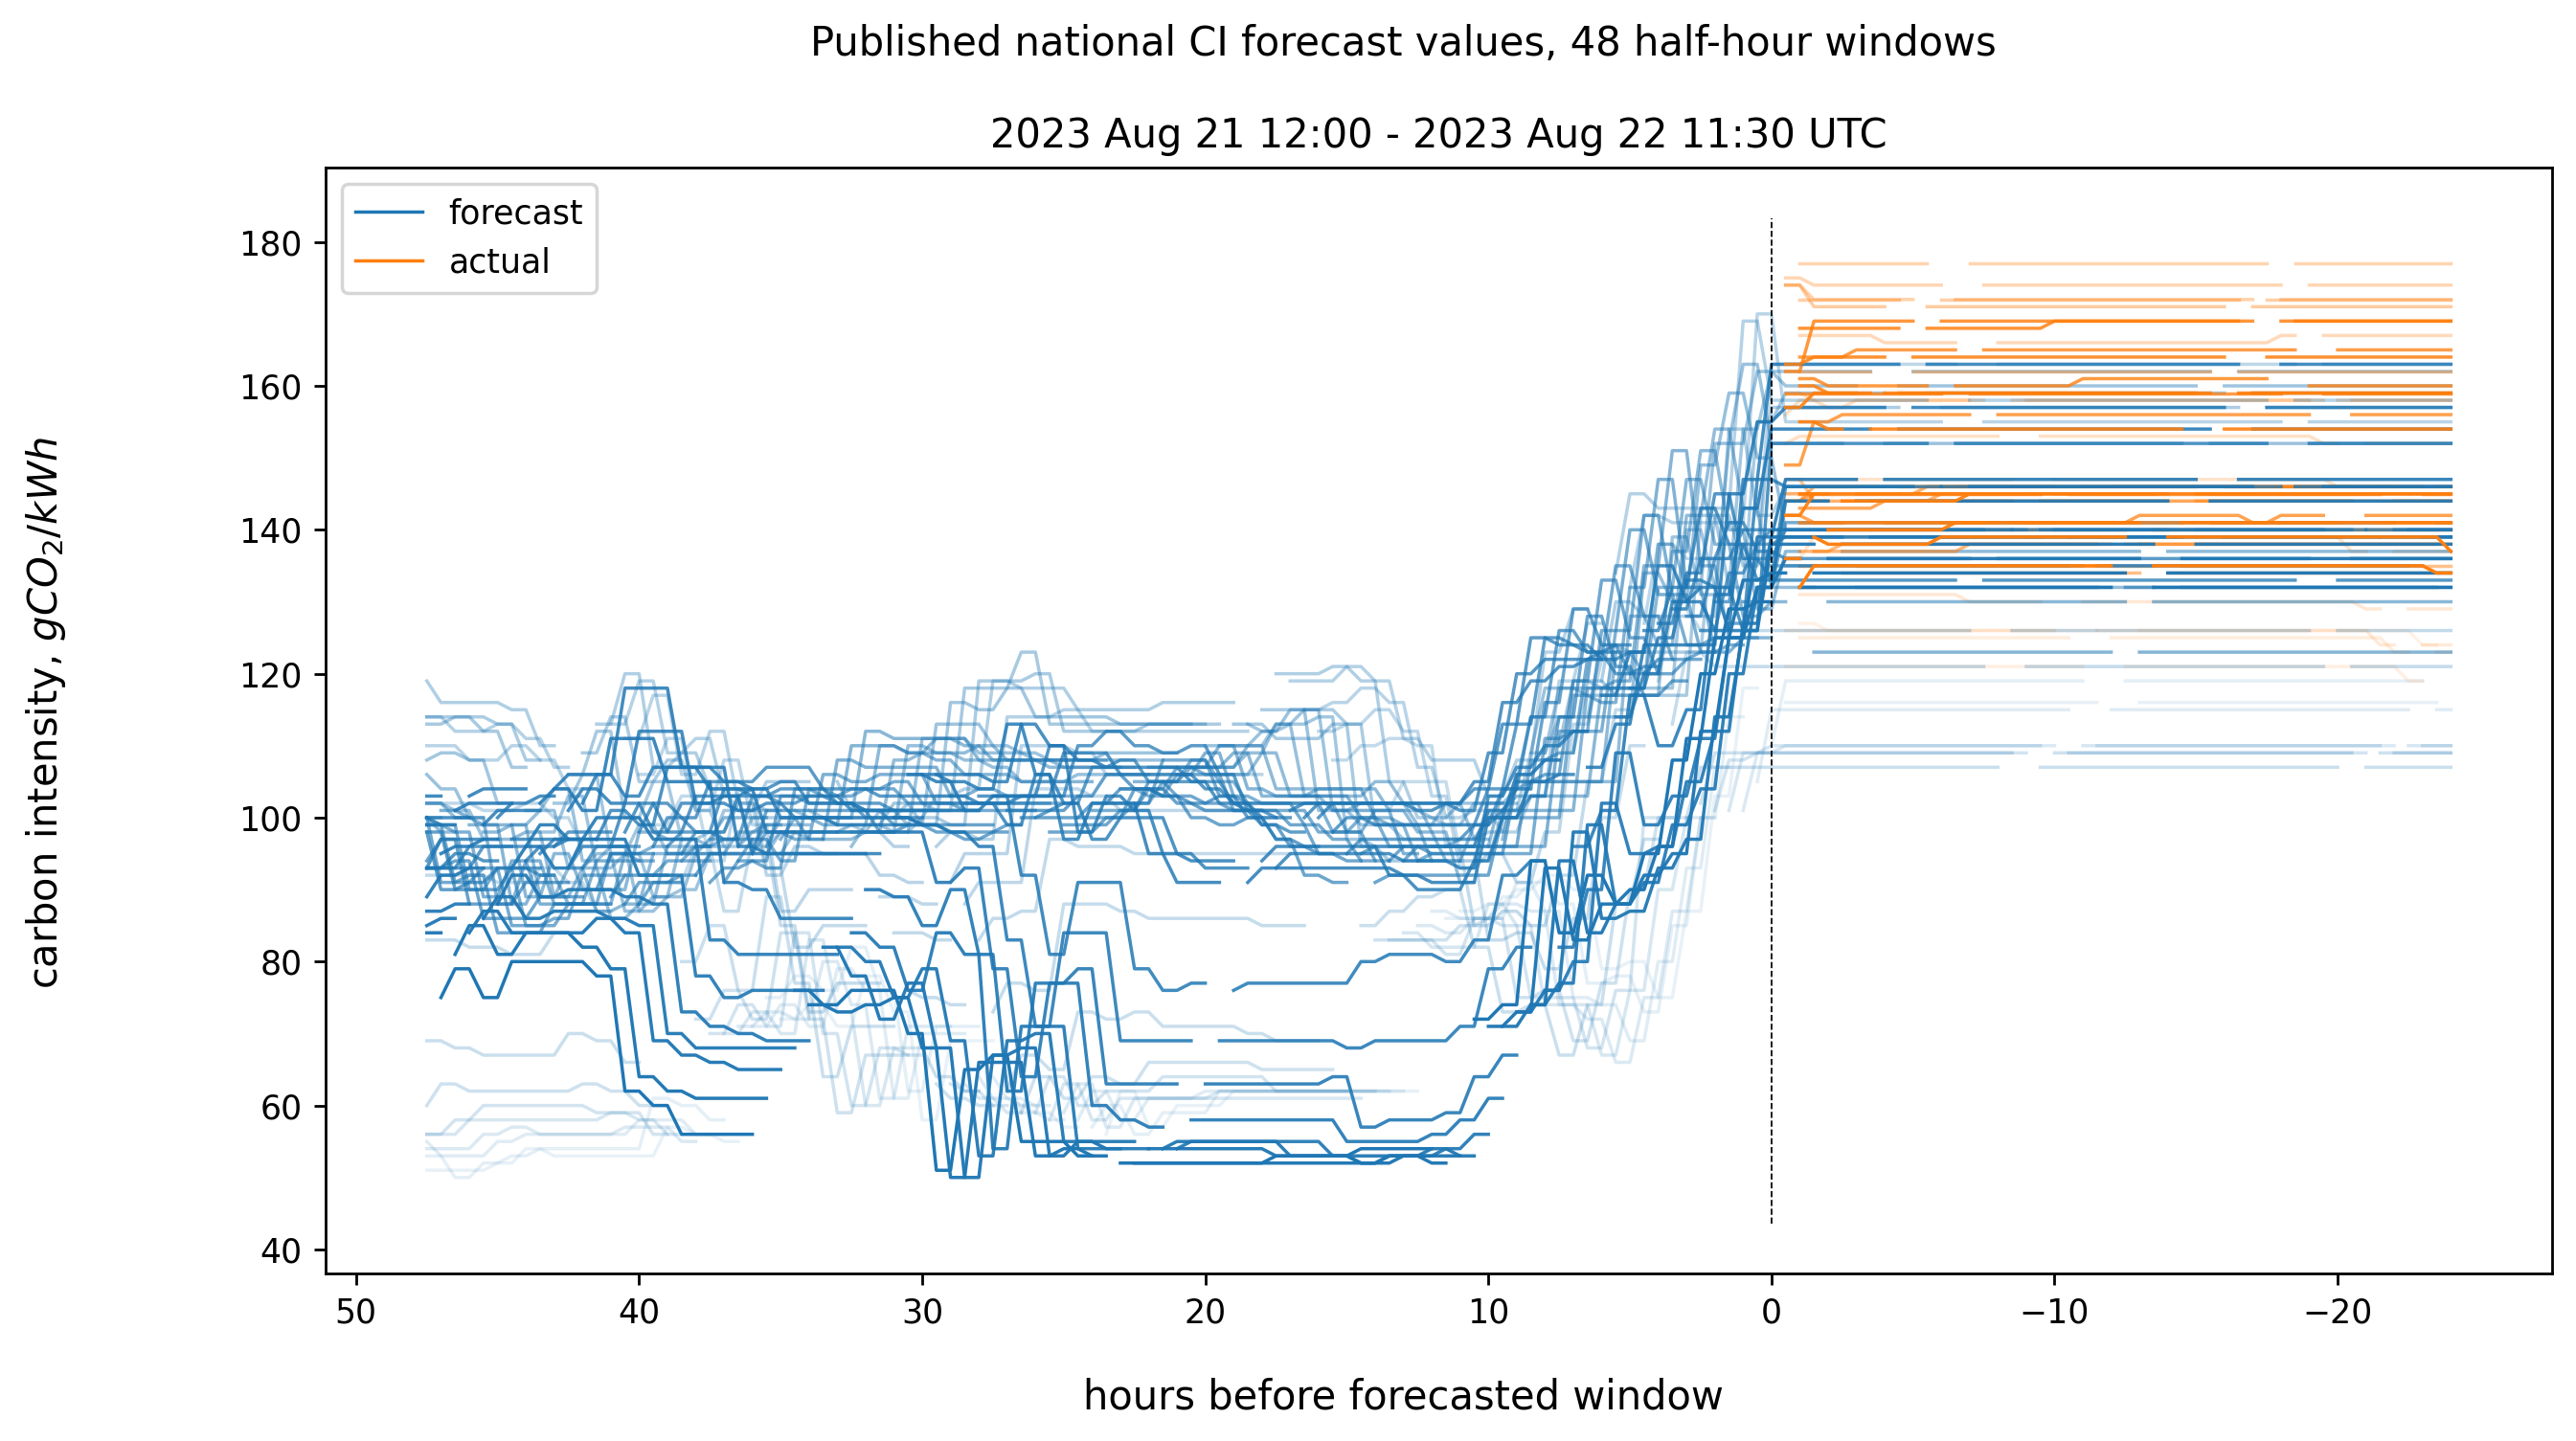 Published national CI forecast values, 48 half-hour windows
2023 Aug 21 12:00 - 2023 Aug 22 11:30 UTC
forecast
actual
carbon intensity, gCO₂/kWh
180
160
140
120
100
80
60
40
50 40 30 20 10 0 −10 −20
hours before forecasted window